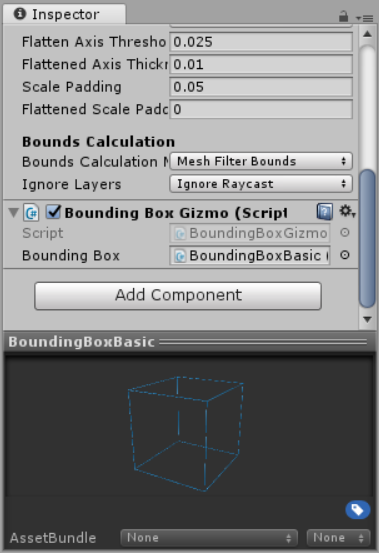 Inspector
Flatten Axis Thresho 0.025
Flattened Axis Thick 0.01
Scale Padding 0.05
Flattened Scale Padd 0
Bounds Calculation
Bounds Calculation M Mesh Filter Bounds
Ignore Layers Ignore Raycast
Bounding Box Gizmo (Script
Script BoundingBoxGizmo
Bounding Box BoundingBoxBasic (
Add Component
BoundingBoxBasic
AssetBundle None None